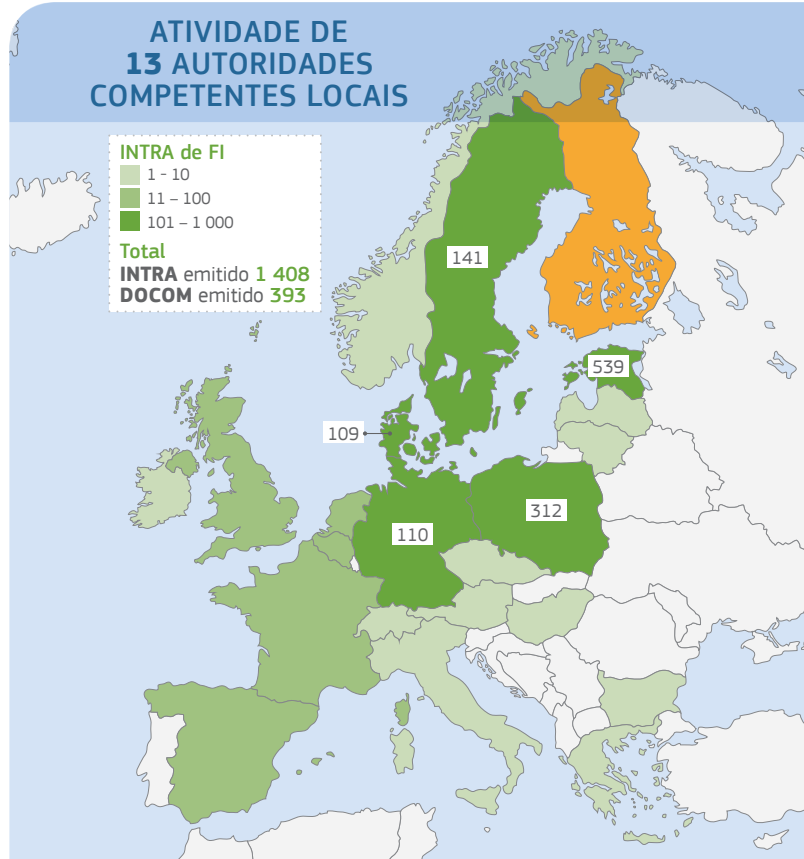 ATIVIDADE DE
13 AUTORIDADES
COMPETENTES LOCAIS
INTRA de FI
1 - 10
11 – 100
101 – 1 000
Total
INTRA emitido 1 408
DOCOM emitido 393
141
539
109
110
312